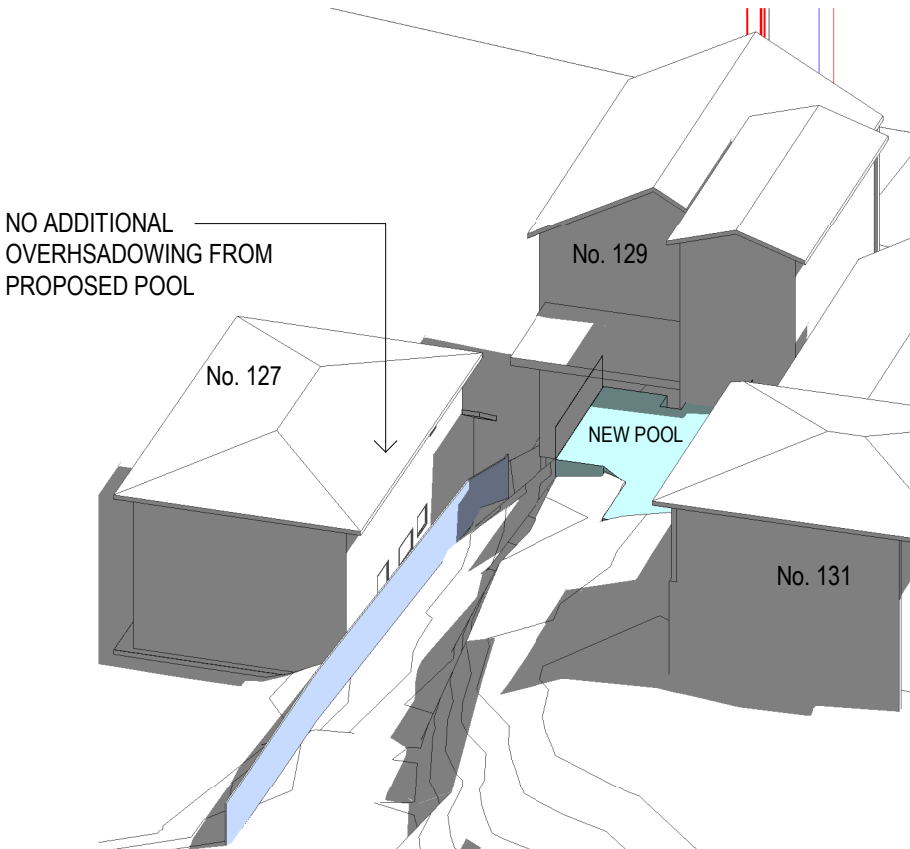 NO ADDITIONAL
OVERHSADOWING FROM
PROPOSED POOL
No. 129
No. 127
NEW POOL
No. 131